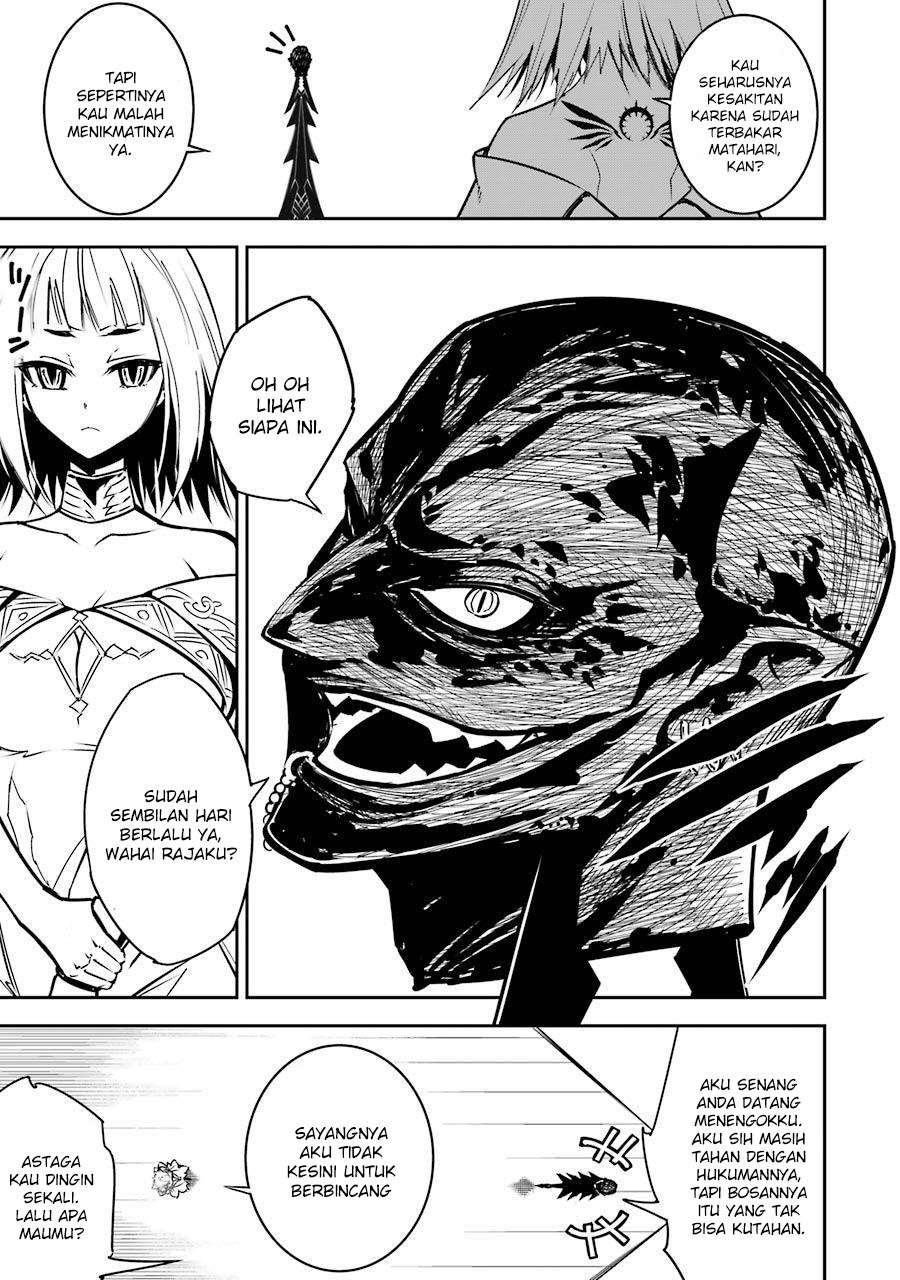 KAU
SEHARUSNYA
KESAKITAN
KARENA SUDAH
TERBAKAR
MATAHARI,
KAN?
TAPI
SEPERTINYA
KAU MALAH
MENIKMATINYA
YA.
OH OH
LIHAT
SIAPA INI.
SUDAH
SEMBILAN HARI
BERLALU YA,
WAHAI RAJAKU?
AKU SENANG
ANDA DATANG
MENENGOKKU.
AKU SIH MASIH
TAHAN DENGAN
HUKUMANNYA,
TAPI BOSANNYA
ITU YANG TAK
BISA KUTAHAN.
SAYANGNYA
AKU TIDAK
KESINI UNTUK
BERBINCANG
ASTAGA
KAU DINGIN
SEKALI.
LALU APA
MAUMU?